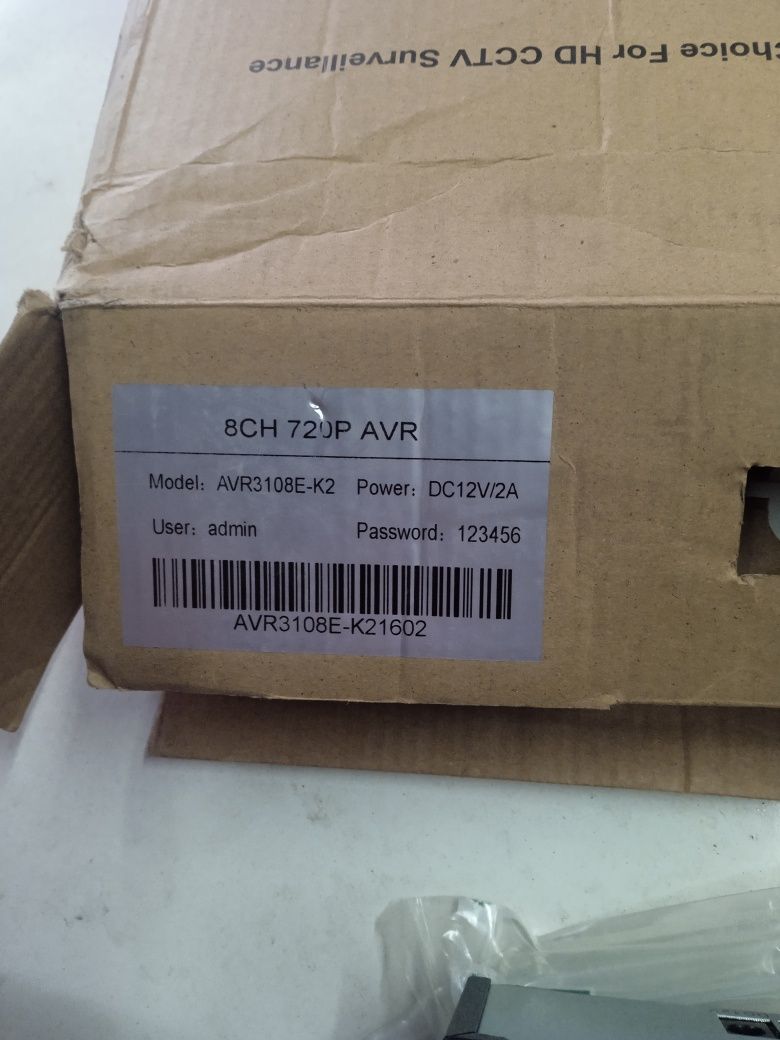 hoice For HD CCTV Surveillance
8CH 720P AVR
Model: AVR3108E-K2 Power: DC12V/2A
User: admin Password: 123456
AVR3108E-K21602